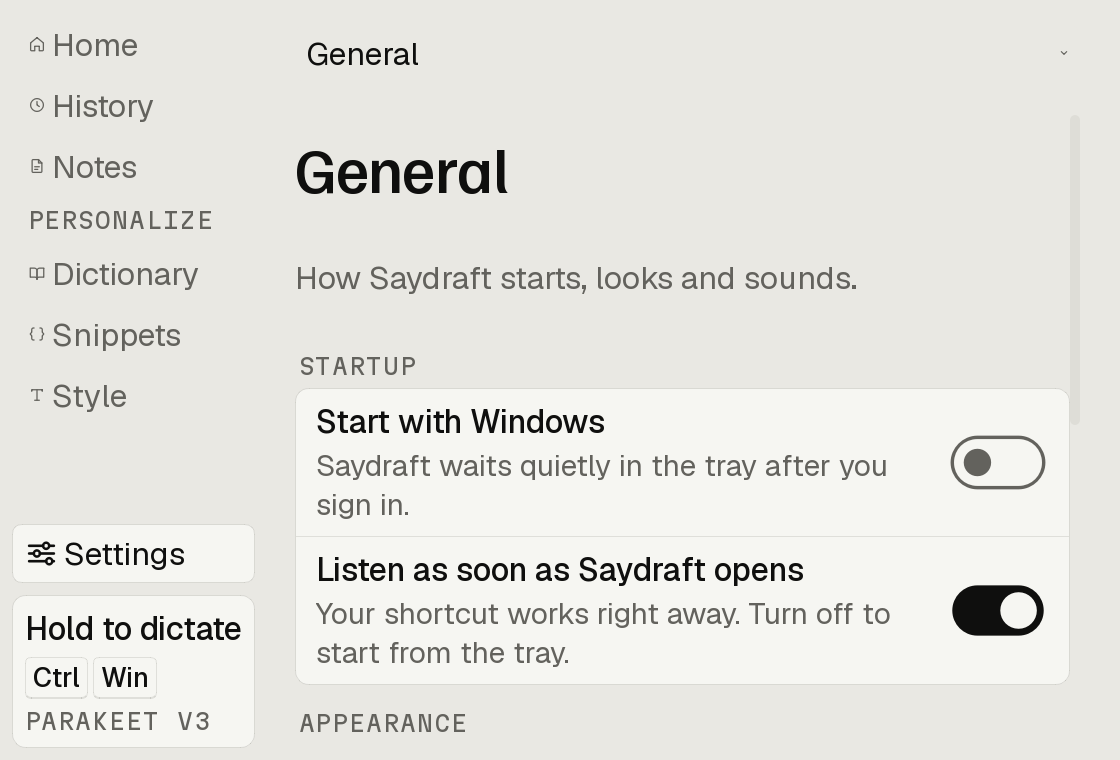 Home
History
Notes
PERSONALIZE
Dictionary
Snippets
Style
Settings
Hold to dictate
Ctrl Win
PARAKEET V3
General
General
How Saydraft starts, looks and sounds.
STARTUP
Start with Windows
Saydraft waits quietly in the tray after you
sign in.
Listen as soon as Saydraft opens
Your shortcut works right away. Turn off to
start from the tray.
APPEARANCE